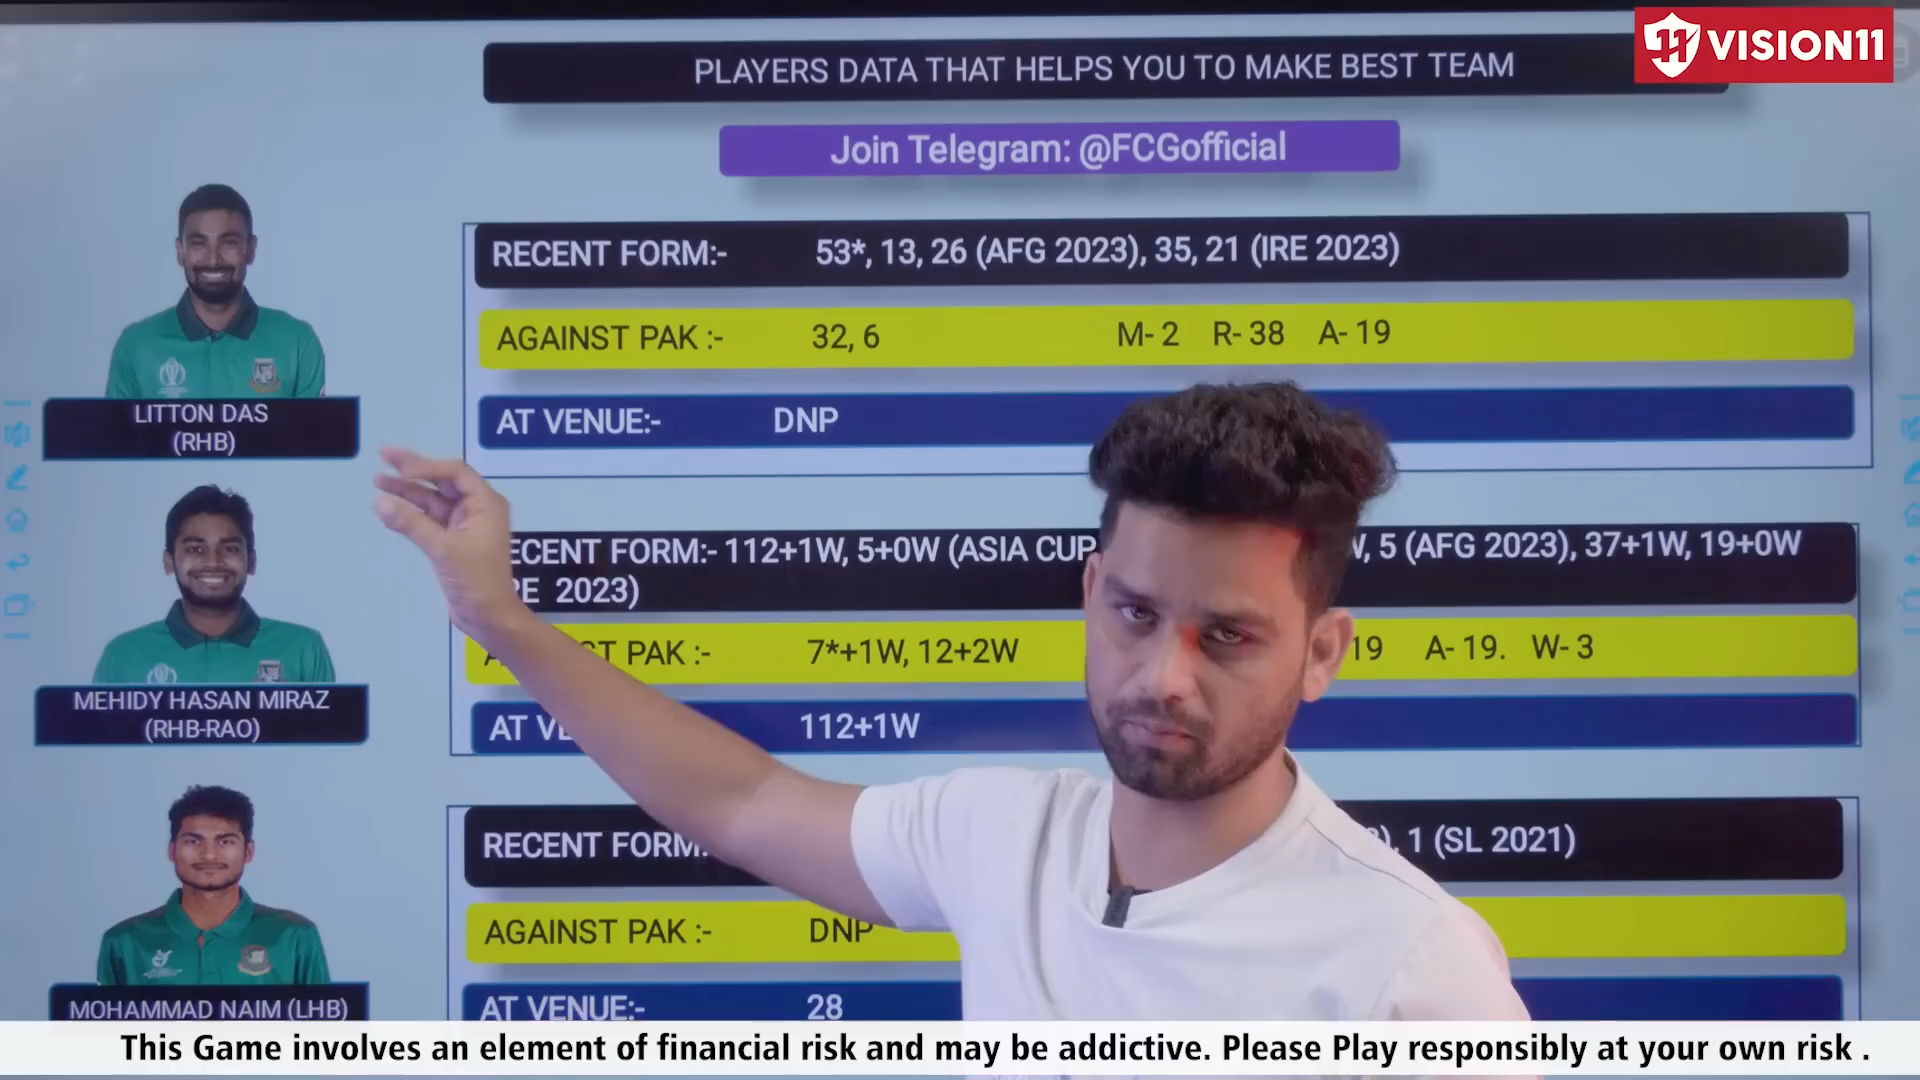 VISION11
PLAYERS DATA THAT HELPS YOU TO MAKE BEST TEAM
Join Telegram: @FCGofficial
RECENT FORM:- 53*, 13, 26 (AFG 2023), 35, 21 (IRE 2023)
AGAINST PAK :- 32, 6 M- 2 R- 38 A- 19
AT VENUE:- DNP
LITTON DAS
(RHB)
ECENT FORM:- 112+1W, 5+0W (ASIA CUP 5 (AFG 2023), 37+1W, 19+0W
E 2023)
PAK :- 7*+1W, 12+2W 19 A- 19. W- 3
AT 112+1W
MEHIDY HASAN MIRAZ
(RHB-RAO)
RECENT FORM 1 (SL 2021)
AGAINST PAK :- DNP
AT VENUE:- 28
MOHAMMAD NAIM (LHB)
This Game involves an element of financial risk and may be addictive. Please Play responsibly at your own risk .